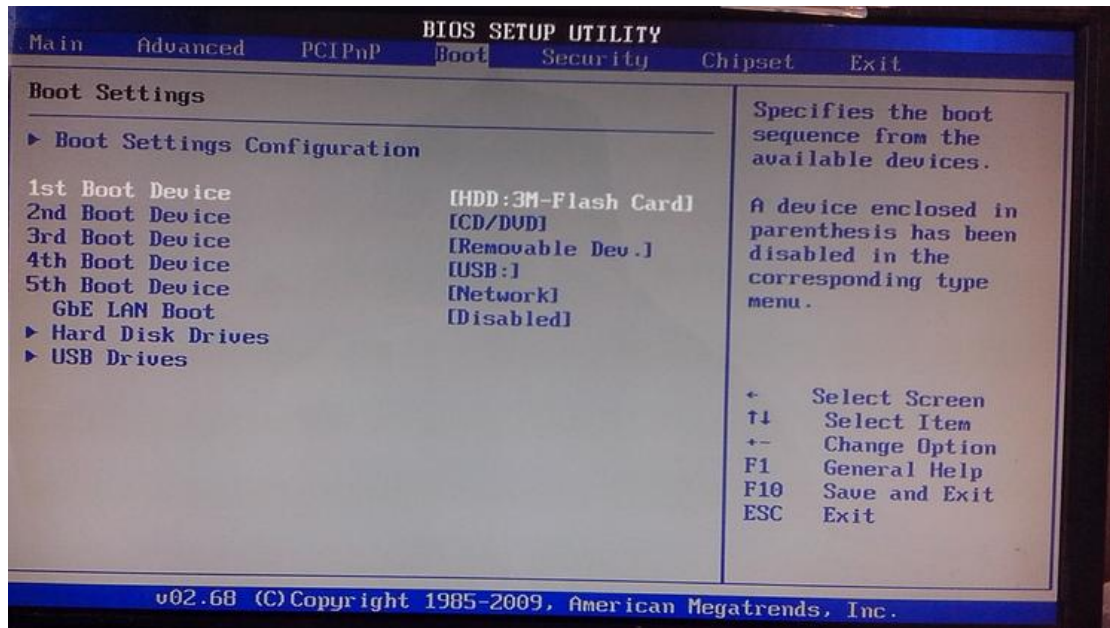 BIOS SETUP UTILITY
Main Advanced PCIPnP Boot Security Chipset Exit
Boot Settings
▶ Boot Settings Configuration
1st Boot Device [HDD:3M-Flash Card]
2nd Boot Device [CD/DVD]
3rd Boot Device [Removable Dev.]
4th Boot Device [USB:]
5th Boot Device [Network]
GbE LAN Boot [Disabled]
▶ Hard Disk Drives
▶ USB Drives
Specifies the boot
sequence from the
available devices.
A device enclosed in
parenthesis has been
disabled in the
corresponding type
menu.
← Select Screen
↑↓ Select Item
+- Change Option
F1 General Help
F10 Save and Exit
ESC Exit
v02.68 (C)Copyright 1985-2009, American Megatrends, Inc.